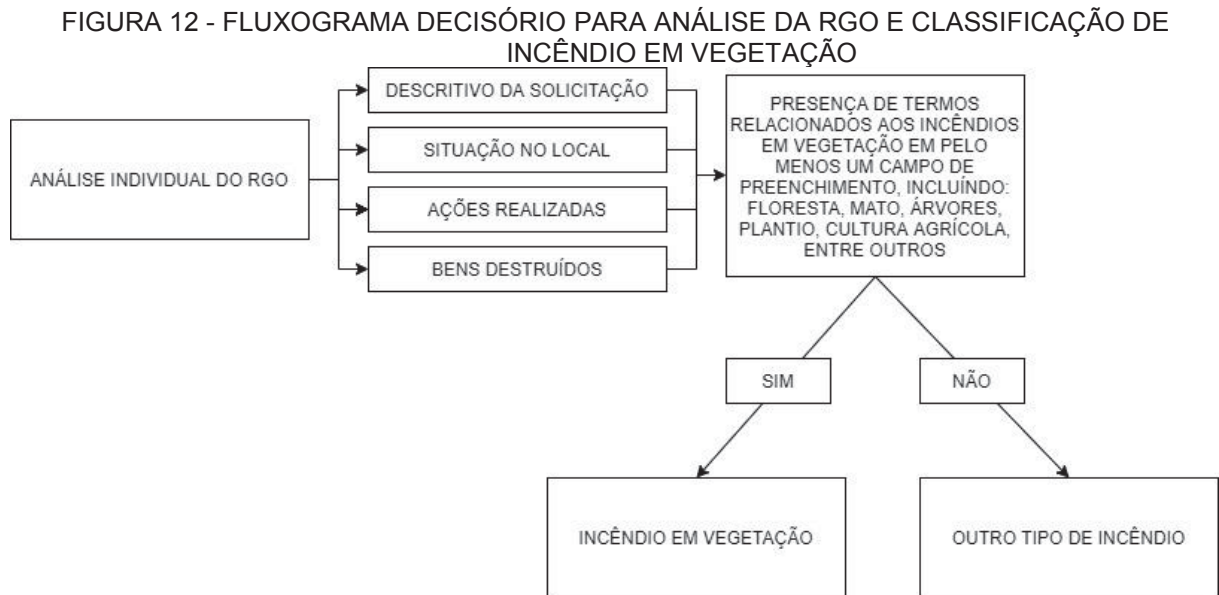 FIGURA 12 - FLUXOGRAMA DECISÓRIO PARA ANÁLISE DA RGO E CLASSIFICAÇÃO DE
INCÊNDIO EM VEGETAÇÃO
ANÁLISE INDIVIDUAL DO RGO
DESCRITIVO DA SOLICITAÇÃO
SITUAÇÃO NO LOCAL
AÇÕES REALIZADAS
BENS DESTRUÍDOS
PRESENÇA DE TERMOS
RELACIONADOS AOS INCÊNDIOS
EM VEGETAÇÃO EM PELO
MENOS UM CAMPO DE
PREENCHIMENTO, INCLUÍNDO:
FLORESTA, MATO, ÁRVORES,
PLANTIO, CULTURA AGRÍCOLA,
ENTRE OUTROS
SIM
NÃO
INCÊNDIO EM VEGETAÇÃO
OUTRO TIPO DE INCÊNDIO